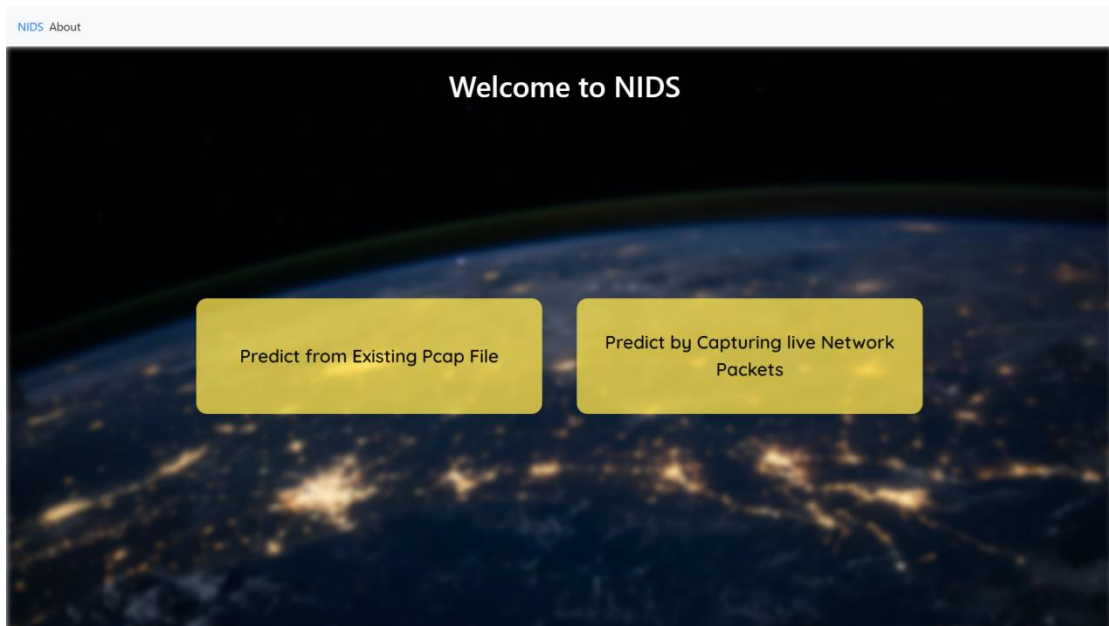 NIDS About
Welcome to NIDS
Predict from Existing Pcap File
Predict by Capturing live Network
Packets